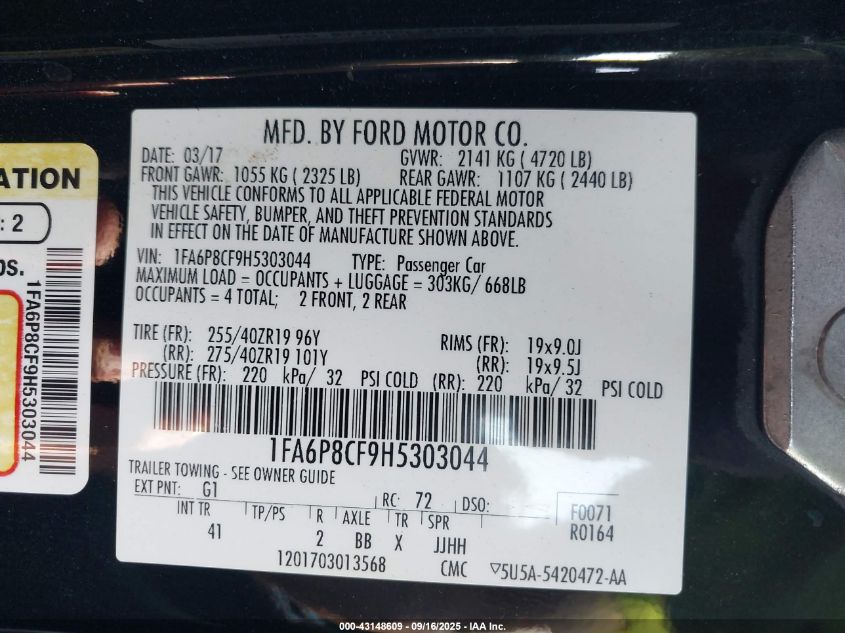 MFD. BY FORD MOTOR CO.
DATE: 03/17 GVWR: 2141 KG ( 4720 LB)
FRONT GAWR: 1055 KG ( 2325 LB) REAR GAWR: 1107 KG ( 2440 LB)
THIS VEHICLE CONFORMS TO ALL APPLICABLE FEDERAL MOTOR
VEHICLE SAFETY, BUMPER, AND THEFT PREVENTION STANDARDS
IN EFFECT ON THE DATE OF MANUFACTURE SHOWN ABOVE.
VIN: 1FA6P8CF9H5303044 TYPE: Passenger Car
MAXIMUM LOAD = OCCUPANTS + LUGGAGE = 303KG/ 668LB
OCCUPANTS = 4 TOTAL; 2 FRONT, 2 REAR
TIRE (FR): 255/40ZR19 96Y RIMS (FR): 19x9.0J
(RR): 275/40ZR19 101Y (RR): 19x9.5J
PRESSURE (FR): 220 kPa/ 32 PSI COLD (RR): 220 kPa/ 32 PSI COLD
1FA6P8CF9H5303044
TRAILER TOWING - SEE OWNER GUIDE
EXT PNT: G1 RC: 72 DSO: F0071
INT TR TP/PS R AXLE TR SPR R0164
41 2 BB X JJHH
1201703013568 CMC ▽5U5A-5420472-AA
ATION
: 2
os.
1FA6P8CF9H5303044
000-43148609 - 09/16/2025 - IAA Inc.